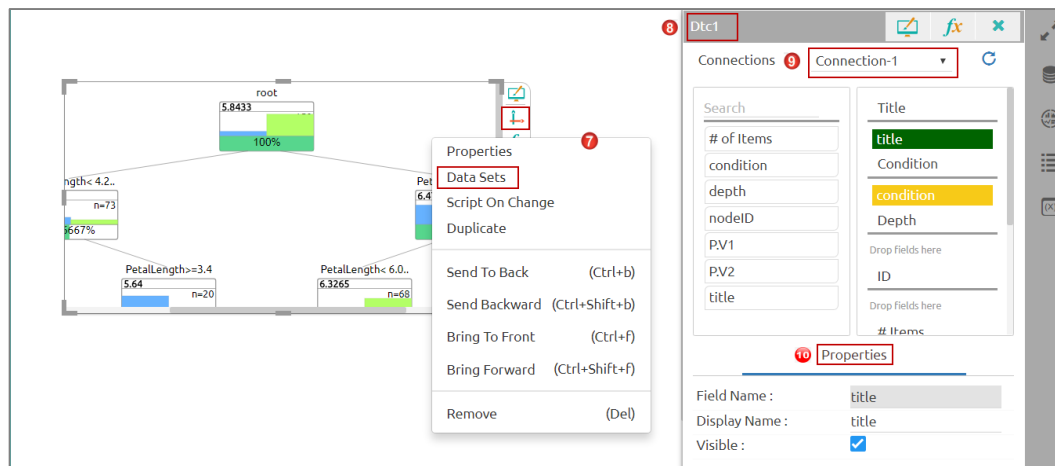 root
5.8433
100%
ngth< 4.2..
n=73
6667%
PetalLength>=3.4
5.64
n=20
PetalLength< 6.0..
6.3265
n=68
7
Properties
Data Sets
Script On Change
Duplicate
Send To Back (Ctrl+b)
Send Backward (Ctrl+Shift+b)
Bring To Front (Ctrl+f)
Bring Forward (Ctrl+Shift+f)
Remove (Del)
8 Dtc1 fx
Connections 9 Connection-1
Search
# of Items
condition
depth
nodeID
P.V1
P.V2
title
Title
title
Condition
condition
Depth
Drop fields here
ID
Drop fields here
# Items
10 Properties
Field Name : title
Display Name : title
Visible :